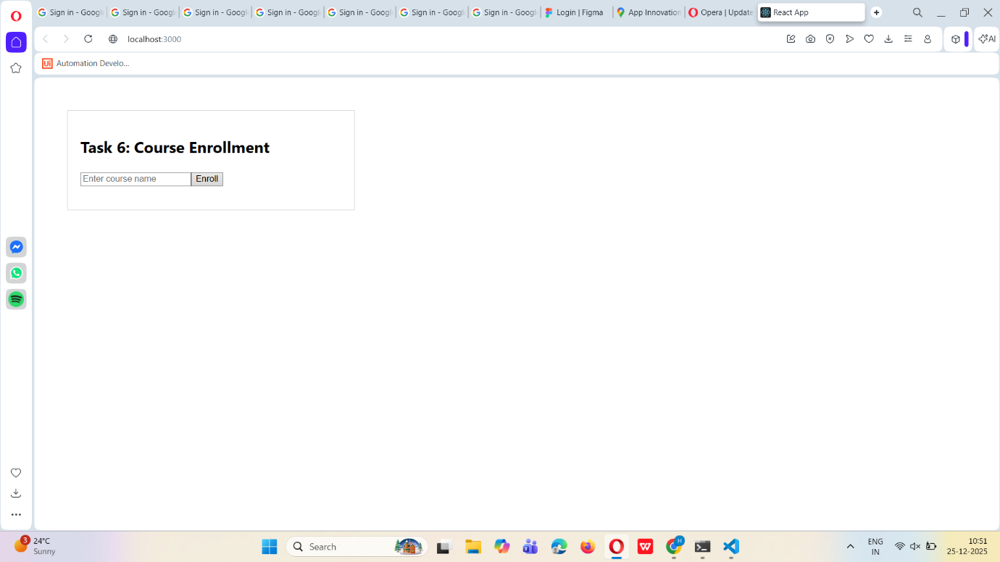 Sign in - Googl
Sign in - Googl
Sign in - Googl
Sign in - Googl
Sign in - Googl
Sign in - Googl
Sign in - Googl
Login | Figma
App Innovation
Opera | Update
React App
localhost:3000
AI
Ui Automation Develo...
Task 6: Course Enrollment
Enter course name
Enroll
3
24°C
Sunny
Search
H
ENG
IN
10:51
25-12-2025